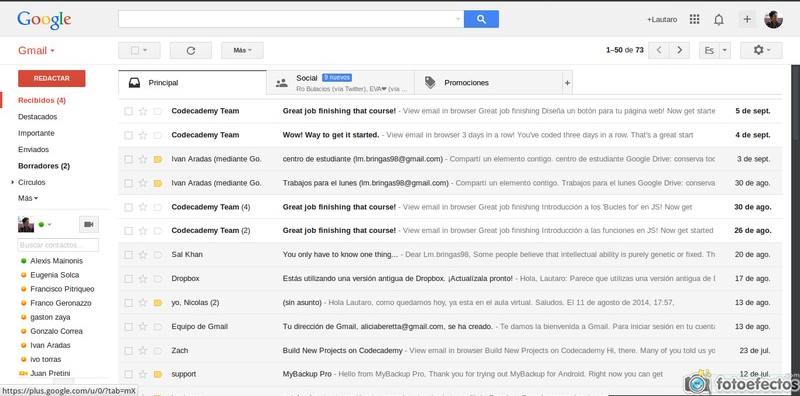 Google
+Lautaro
Gmail
Más
1–50 de 73
Es
REDACTAR
Principal
Social 9 nuevos
Ro Butacios (vía Twitter), EVA❤ (vía ...
Promociones
+
Recibidos (4)
Destacados
Importante
Enviados
Borradores (2)
Círculos
Más
Buscar contactos...
Alexis Mainonis
Eugenia Solca
Francisco Pitriqueo
Franco Geronazzo
gaston zaya
Gonzalo Correa
Ivan Aradas
ivo torras
Juan Pretini
Codecademy Team Great job finishing that course! - View email in browser Great job finishing Diseña un botón para tu página web! Now get starte 5 de sept.
Codecademy Team Wow! Way to get it started. - View email in browser 3 days in a row! You've coded three days in a row. That's a great start 4 de sept.
Ivan Aradas (mediante Go. centro de estudiante (lm.bringas98@gmail.com) - Compartí un elemento contigo. centro de estudiante Google Drive: conserva toc 3 de sept.
Ivan Aradas (mediante Go. Trabajos para el lunes (lm.bringas98@gmail.com) - Compartí un elemento contigo. Trabajos para el lunes Google Drive: conserva 30 de ago.
Codecademy Team (4) Great job finishing that course! - View email in browser Great job finishing Introducción a los 'Bucles for' en JS! Now get 30 de ago.
Codecademy Team (2) Great job finishing that course! - View email in browser Great job finishing Introducción a las funciones en JS! Now get started 26 de ago.
Sal Khan You only have to know one thing... - Dear Lm.bringas98, Some people believe that intellectual ability is purely genetic or fixed. Th 20 de ago.
Dropbox Estás utilizando una versión antigua de Dropbox. ¡Actualízala pronto! - Hola, Lautaro: Parece que utilizas una versión antigua de 17 de ago.
yo, Nicolas (2) (sin asunto) - Hola Lautaro, como quedamos hoy, ya esta en el aula virtual. Saludos. El 11 de agosto de 2014, 17:57, 13 de ago.
Equipo de Gmail Tu dirección de Gmail, aliciaberetta@gmail.com, se ha creado. - Te damos la bienvenida a Gmail. Para iniciar sesión en tu cuenta 13 de ago.
Zach Build New Projects on Codecademy - View email in browser Build New Projects on Codecademy Hi, there. Many of you told us yo 23 de jul.
support MyBackup Pro - Hello from MyBackup Pro, Thank you for trying out MyBackup for Android. Right now you can get 12 de jul.
https://plus.google.com/u/0/?tab=mX
fotoefectos